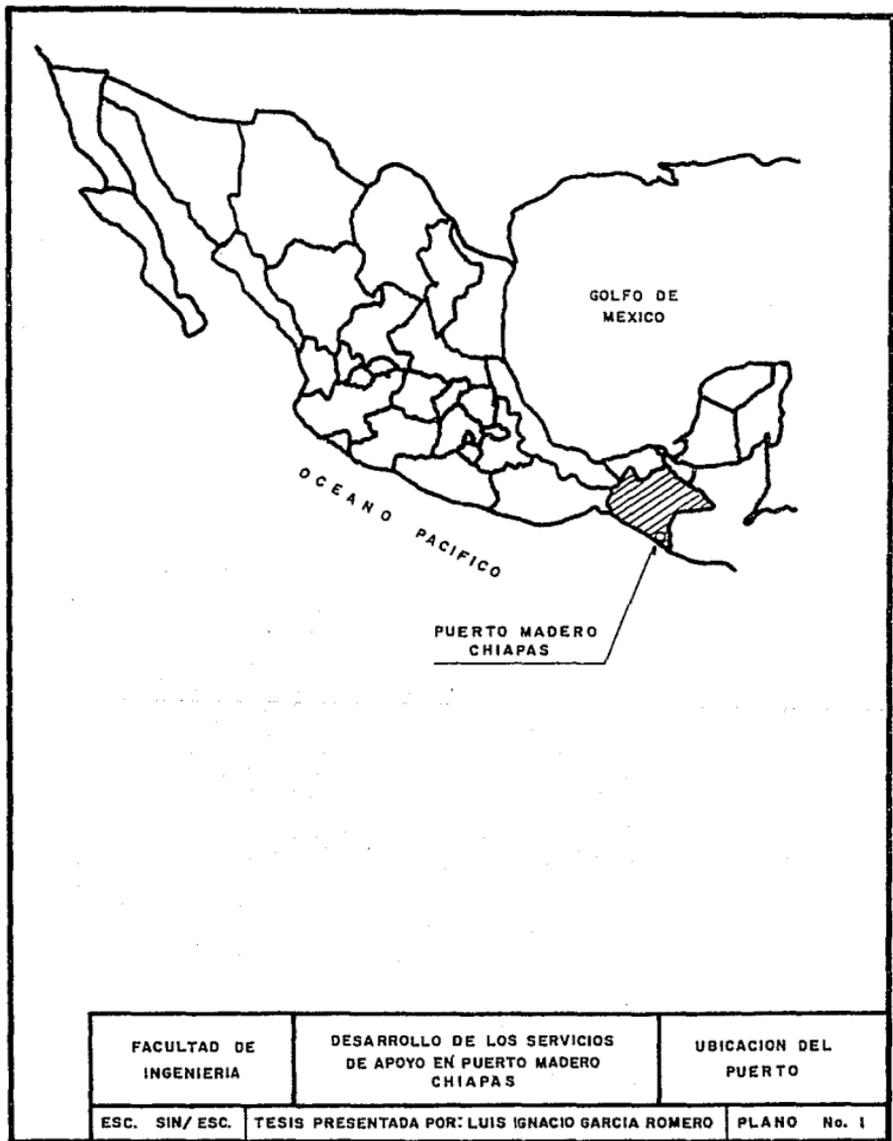 GOLFO DE
MEXICO
OCEANO PACIFICO
PUERTO MADERO
CHIAPAS
FACULTAD DE
INGENIERIA
DESARROLLO DE LOS SERVICIOS
DE APOYO EN PUERTO MADERO
CHIAPAS
UBICACION DEL
PUERTO
ESC. SIN/ESC.
TESIS PRESENTADA POR: LUIS IGNACIO GARCIA ROMERO
PLANO No. 1